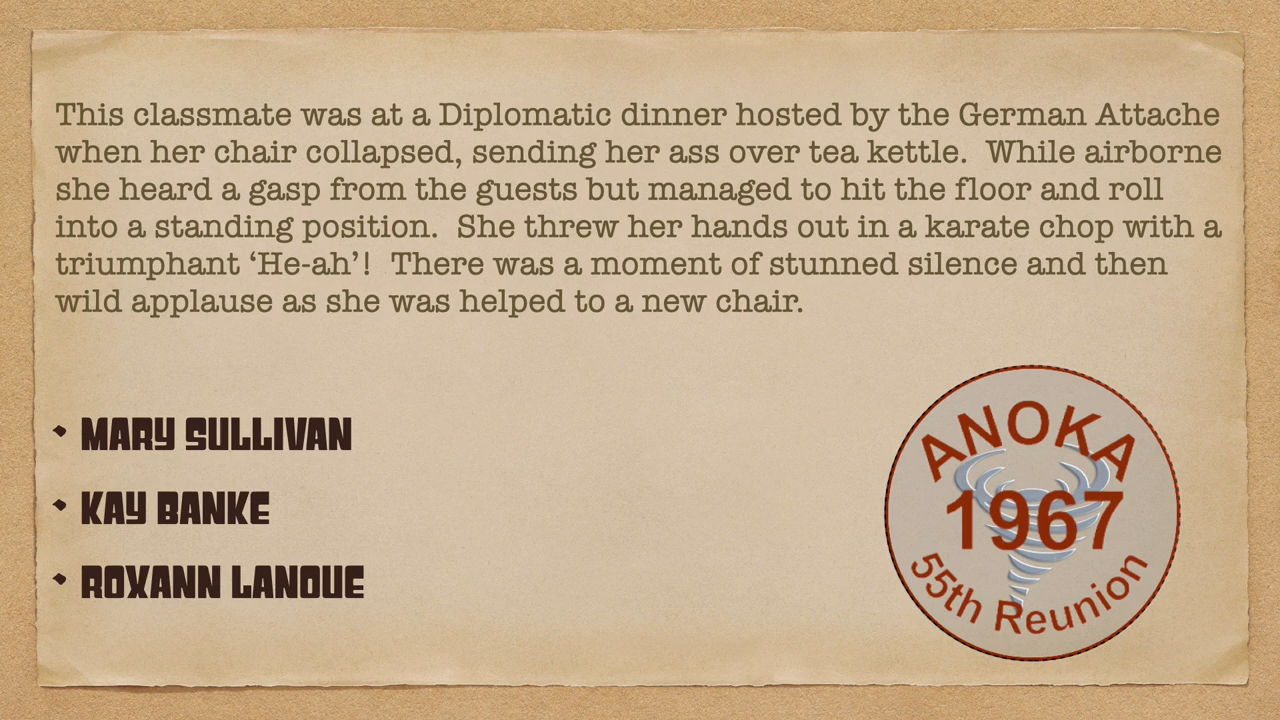 This classmate was at a Diplomatic dinner hosted by the German Attache
when her chair collapsed, sending her ass over tea kettle.  While airborne
she heard a gasp from the guests but managed to hit the floor and roll
into a standing position.  She threw her hands out in a karate chop with a
triumphant ‘He-ah’!  There was a moment of stunned silence and then
wild applause as she was helped to a new chair.
• MARY SULLIVAN
• KAY BANKE
• ROXANN LANOUE
ANOKA
1967
55th Reunion